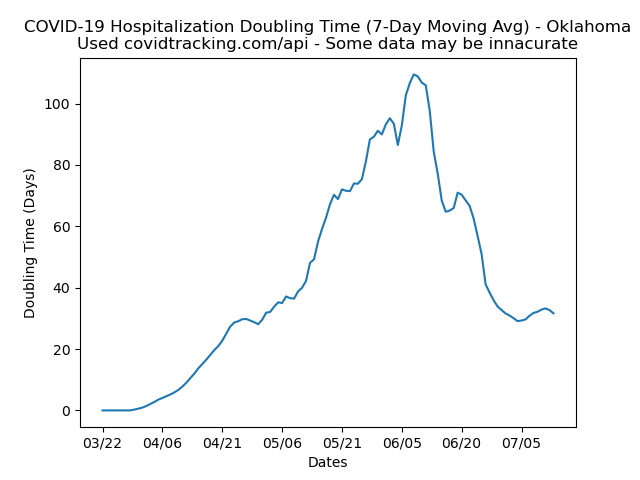 COVID-19 Hospitalization Doubling Time (7-Day Moving Avg) - Oklahoma
Used covidtracking.com/api - Some data may be innacurate
Doubling Time (Days)
100
80
60
40
20
0
03/22 04/06 04/21 05/06 05/21 06/05 06/20 07/05
Dates